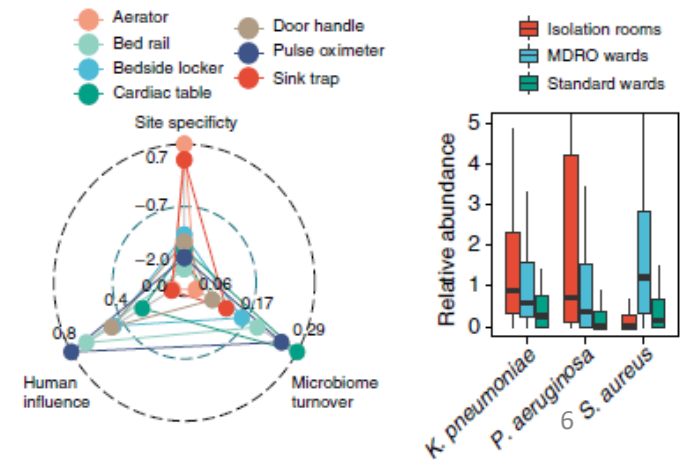 Aerator
Bed rail
Bedside locker
Cardiac table
Door handle
Pulse oximeter
Sink trap
Site specificty
0.7
−0.7
−2.0
0.0
0.06
0.4
0.17
0.8
0.29
Human
influence
Microbiome
turnover
Isolation rooms
MDRO wards
Standard wards
Relative abundance
5
4
3
2
1
0
K. pneumoniae
P. aeruginosa
S. aureus
6